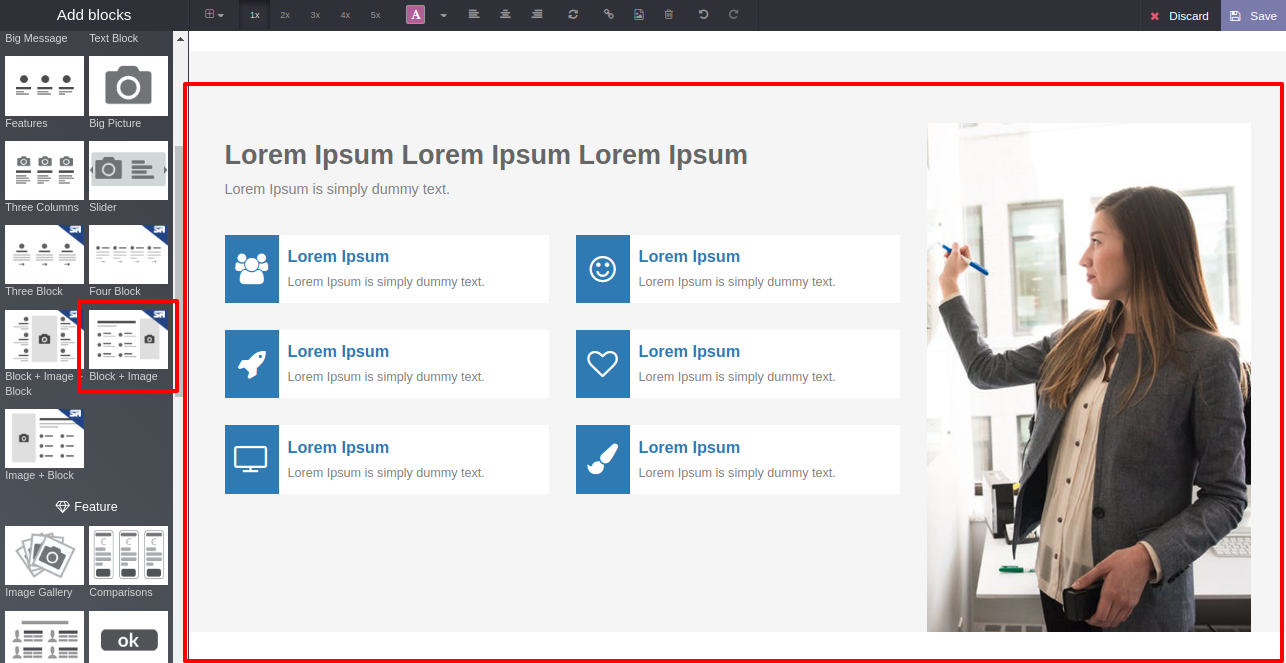 Add blocks
1x 2x 3x 4x 5x A Discard Save
Big Message Text Block
Features Big Picture
Three Columns Slider
Three Block Four Block
Block + Image + Block + Image
Block
Image + Block
Feature
Image Gallery Comparisons
ok
Lorem Ipsum Lorem Ipsum Lorem Ipsum
Lorem Ipsum is simply dummy text.
Lorem Ipsum
Lorem Ipsum is simply dummy text.
Lorem Ipsum
Lorem Ipsum is simply dummy text.
Lorem Ipsum
Lorem Ipsum is simply dummy text.
Lorem Ipsum
Lorem Ipsum is simply dummy text.
Lorem Ipsum
Lorem Ipsum is simply dummy text.
Lorem Ipsum
Lorem Ipsum is simply dummy text.